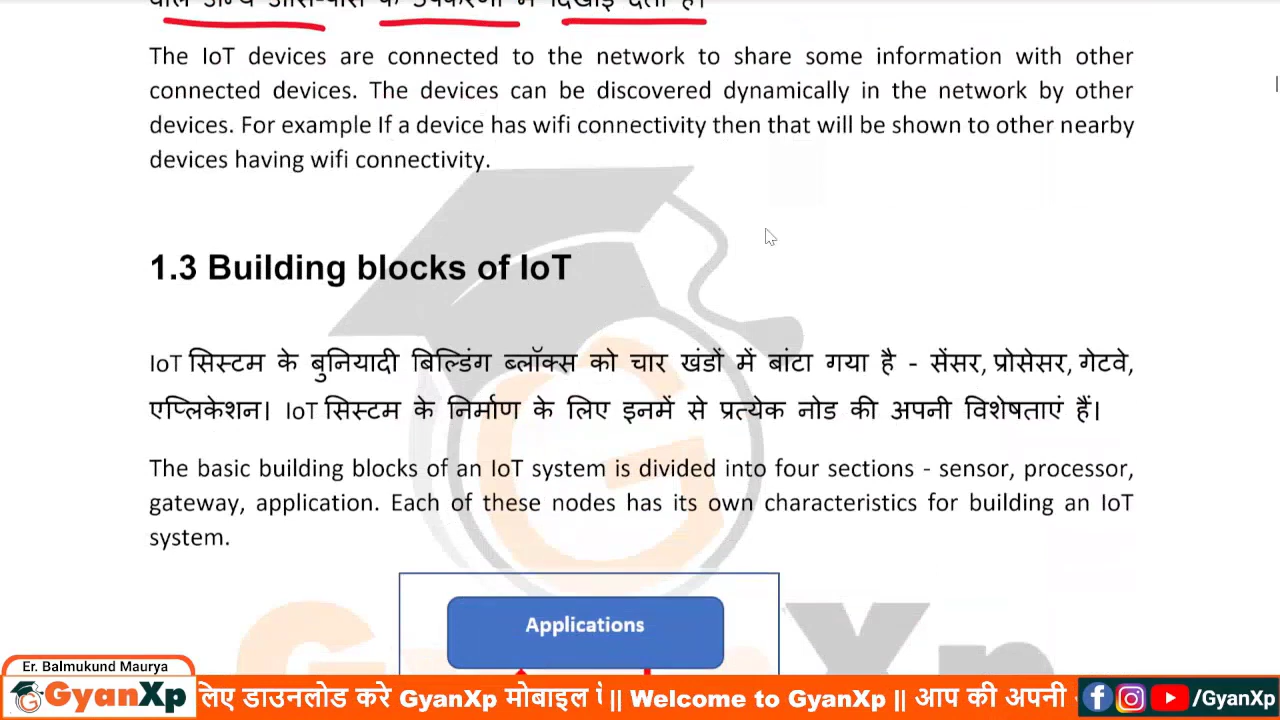 The IoT devices are connected to the network to share some information with other
connected devices. The devices can be discovered dynamically in the network by other
devices. For example If a device has wifi connectivity then that will be shown to other nearby
devices having wifi connectivity.
1.3 Building blocks of IoT
IoT सिस्टम के बुनियादी बिल्डिंग ब्लॉक्स को चार खंडों में बांटा गया है - सेंसर, प्रोसेसर, गेटवे,
एप्लिकेशन। IoT सिस्टम के निर्माण के लिए इनमें से प्रत्येक नोड की अपनी विशेषताएं हैं।
The basic building blocks of an IoT system is divided into four sections - sensor, processor,
gateway, application. Each of these nodes has its own characteristics for building an IoT
system.
Applications
Er. Balmukund Maurya
GyanXp लिए डाउनलोड करे GyanXp मोबाइल || Welcome to GyanXp || आप की अपनी /GyanXp